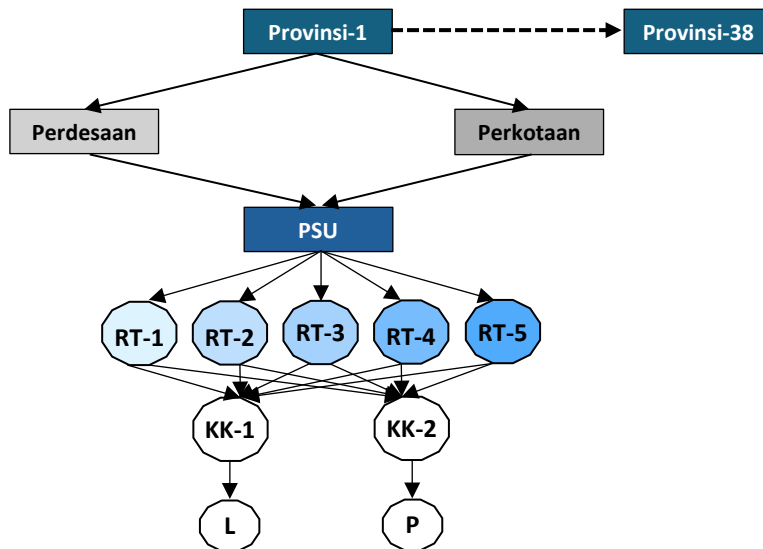 Provinsi-1
Provinsi-38
Perdesaan
Perkotaan
PSU
RT-1
RT-2
RT-3
RT-4
RT-5
KK-1
KK-2
L
P